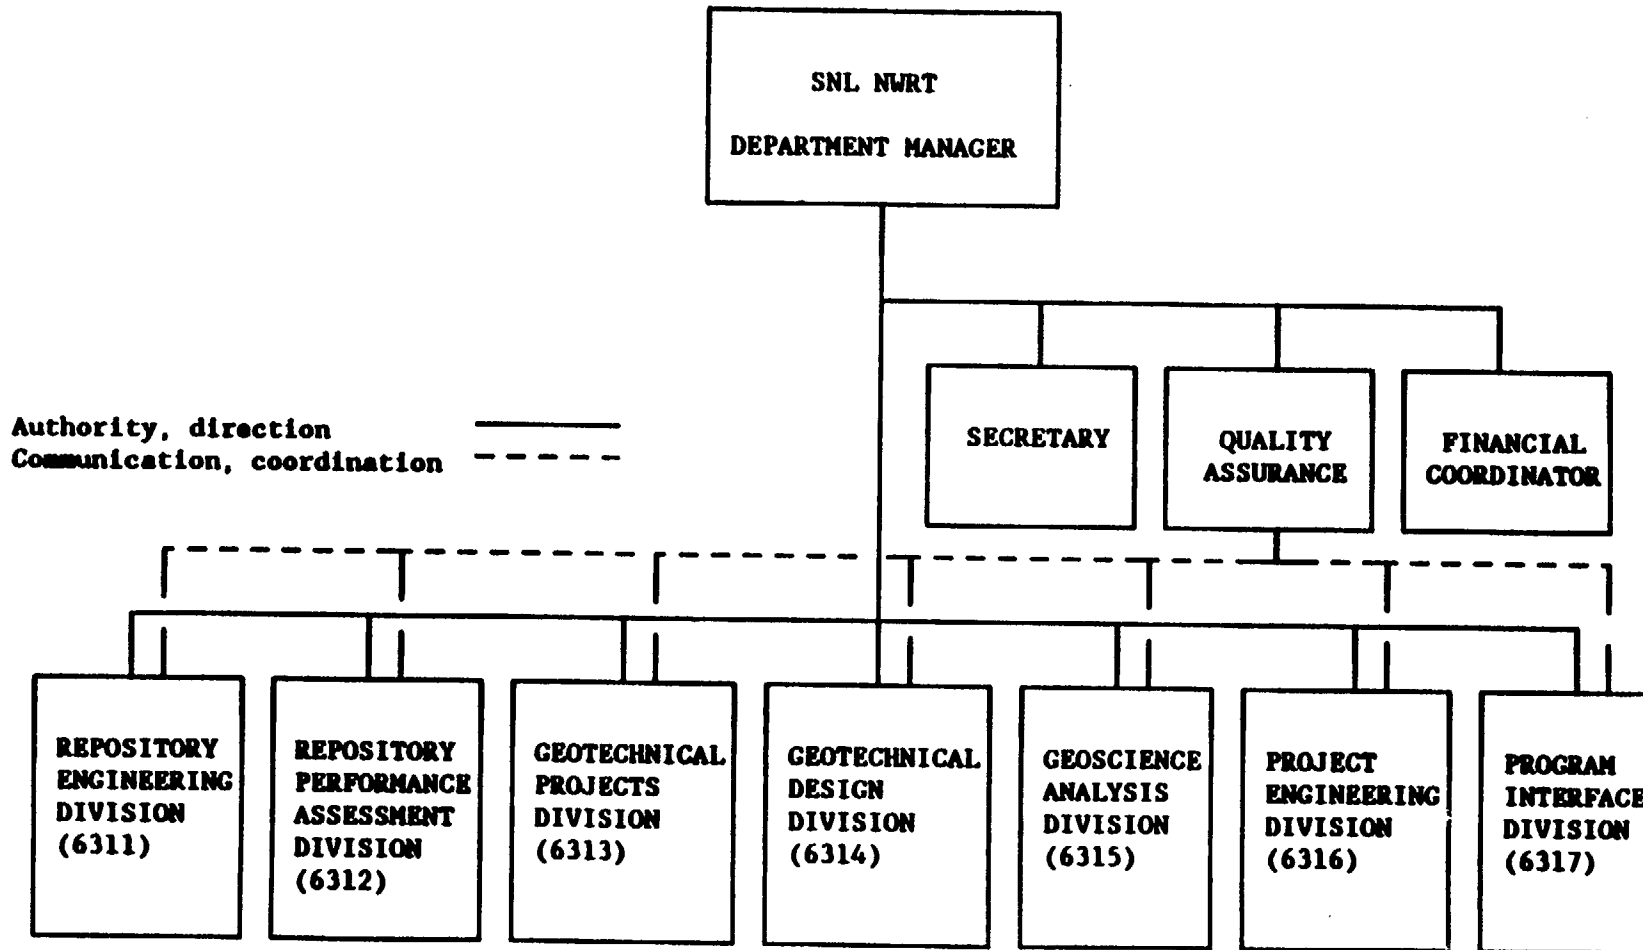 SNL NWRT
DEPARTMENT MANAGER
SECRETARY
QUALITY
ASSURANCE
FINANCIAL
COORDINATOR
Authority, direction
Communication, coordination
REPOSITORY
ENGINEERING
DIVISION
(6311)
REPOSITORY
PERFORMANCE
ASSESSMENT
DIVISION
(6312)
GEOTECHNICAL
PROJECTS
DIVISION
(6313)
GEOTECHNICAL
DESIGN
DIVISION
(6314)
GEOSCIENCE
ANALYSIS
DIVISION
(6315)
PROJECT
ENGINEERING
DIVISION
(6316)
PROGRAM
INTERFACE
DIVISION
(6317)